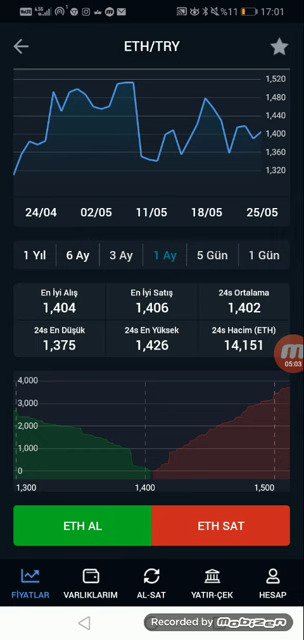 %11 17:01
ETH/TRY
1,520
1,480
1,440
1,400
1,360
1,320
24/04 02/05 11/05 18/05 25/05
1 Yıl 6 Ay 3 Ay 1 Ay 5 Gün 1 Gün
En İyi Alış En İyi Satış 24s Ortalama
1,404 1,406 1,402
24s En Düşük 24s En Yüksek 24s Hacim (ETH)
1,375 1,426 14,151
05:03
4,000
3,000
2,000
1,000
0
1,300 1,400 1,500
ETH AL ETH SAT
FİYATLAR VARLIKLARIM AL-SAT YATIR-ÇEK HESAP
Recorded by mobizen